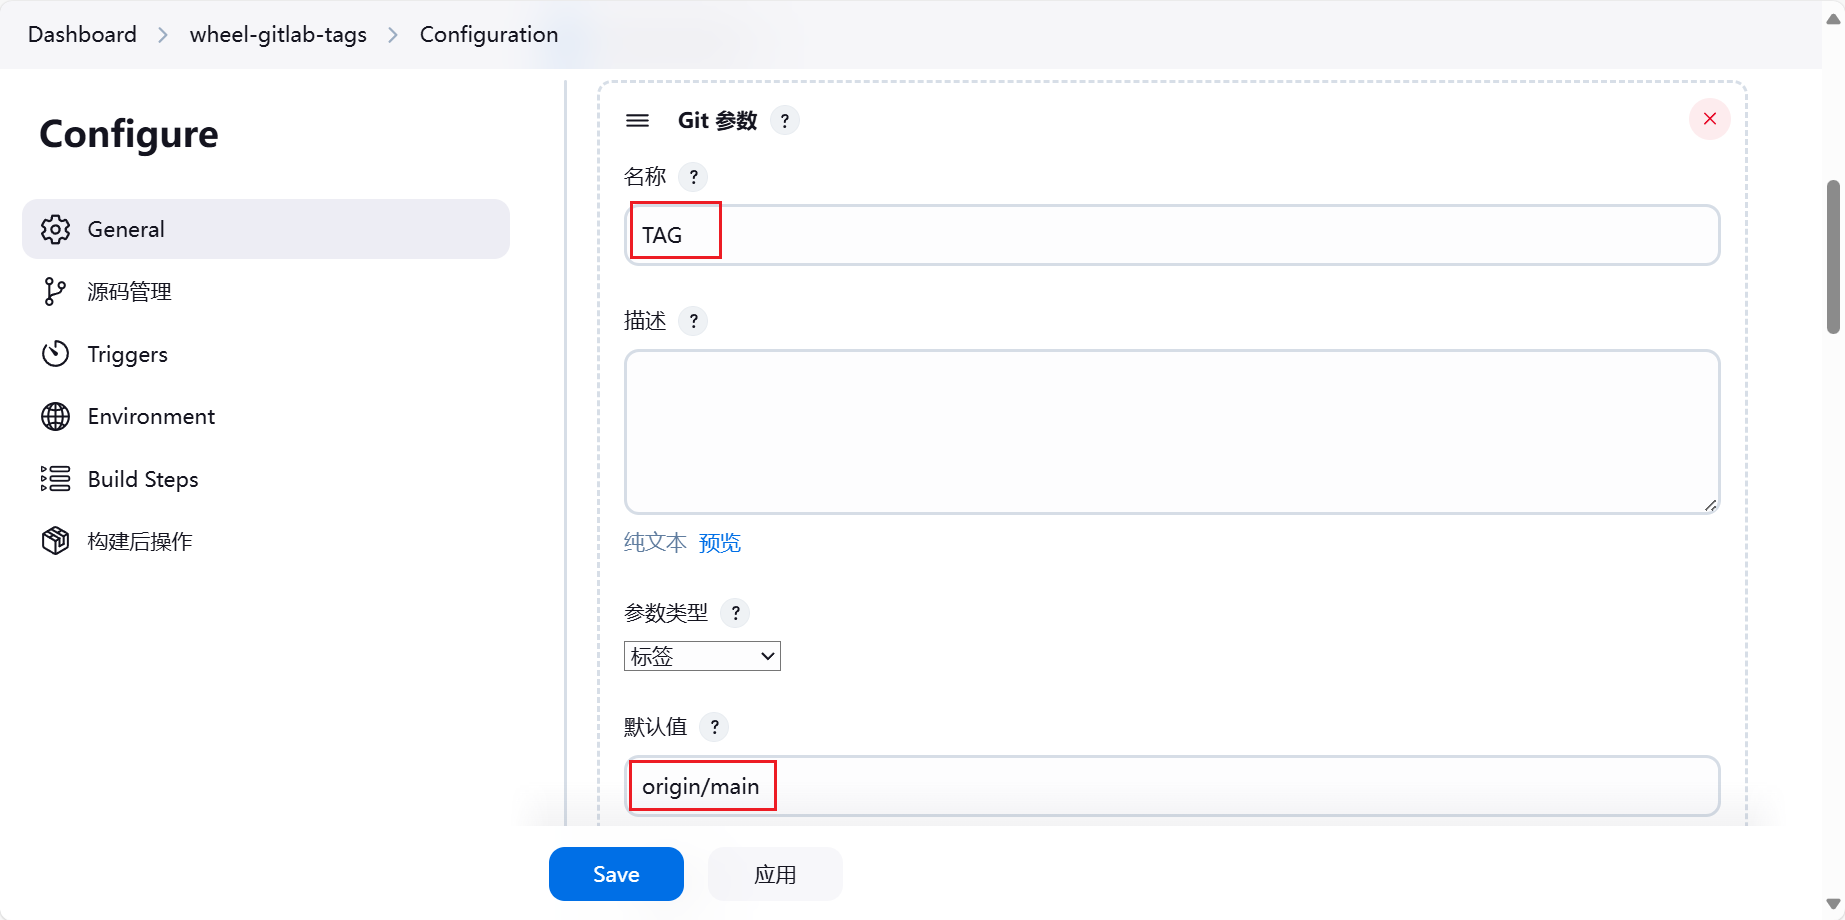 Dashboard > wheel-gitlab-tags > Configuration
Configure
General
源码管理
Triggers
Environment
Build Steps
构建后操作
Git 参数 ?
名称 ?
TAG
描述 ?
纯文本 预览
参数类型 ?
标签
默认值 ?
origin/main
Save 应用